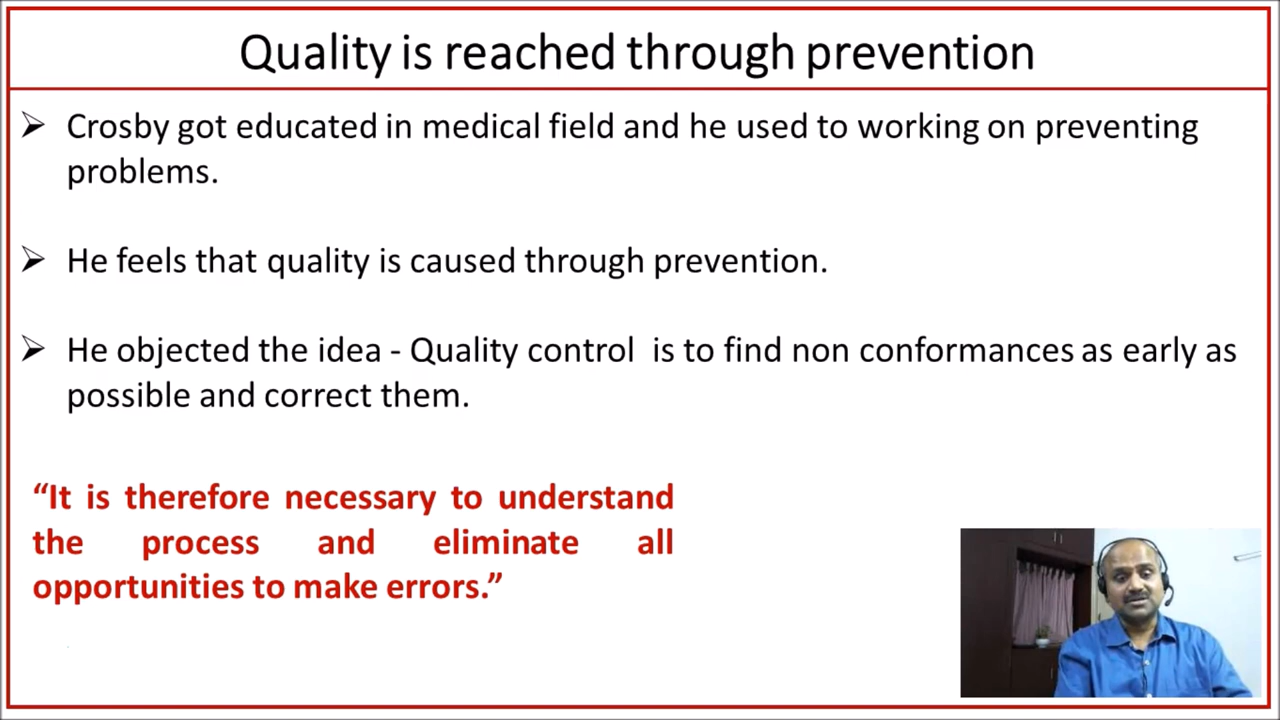 Quality is reached through prevention
Crosby got educated in medical field and he used to working on preventing
problems.
He feels that quality is caused through prevention.
He objected the idea - Quality control is to find non conformances as early as
possible and correct them.
“It is therefore necessary to understand
the process and eliminate all
opportunities to make errors.”